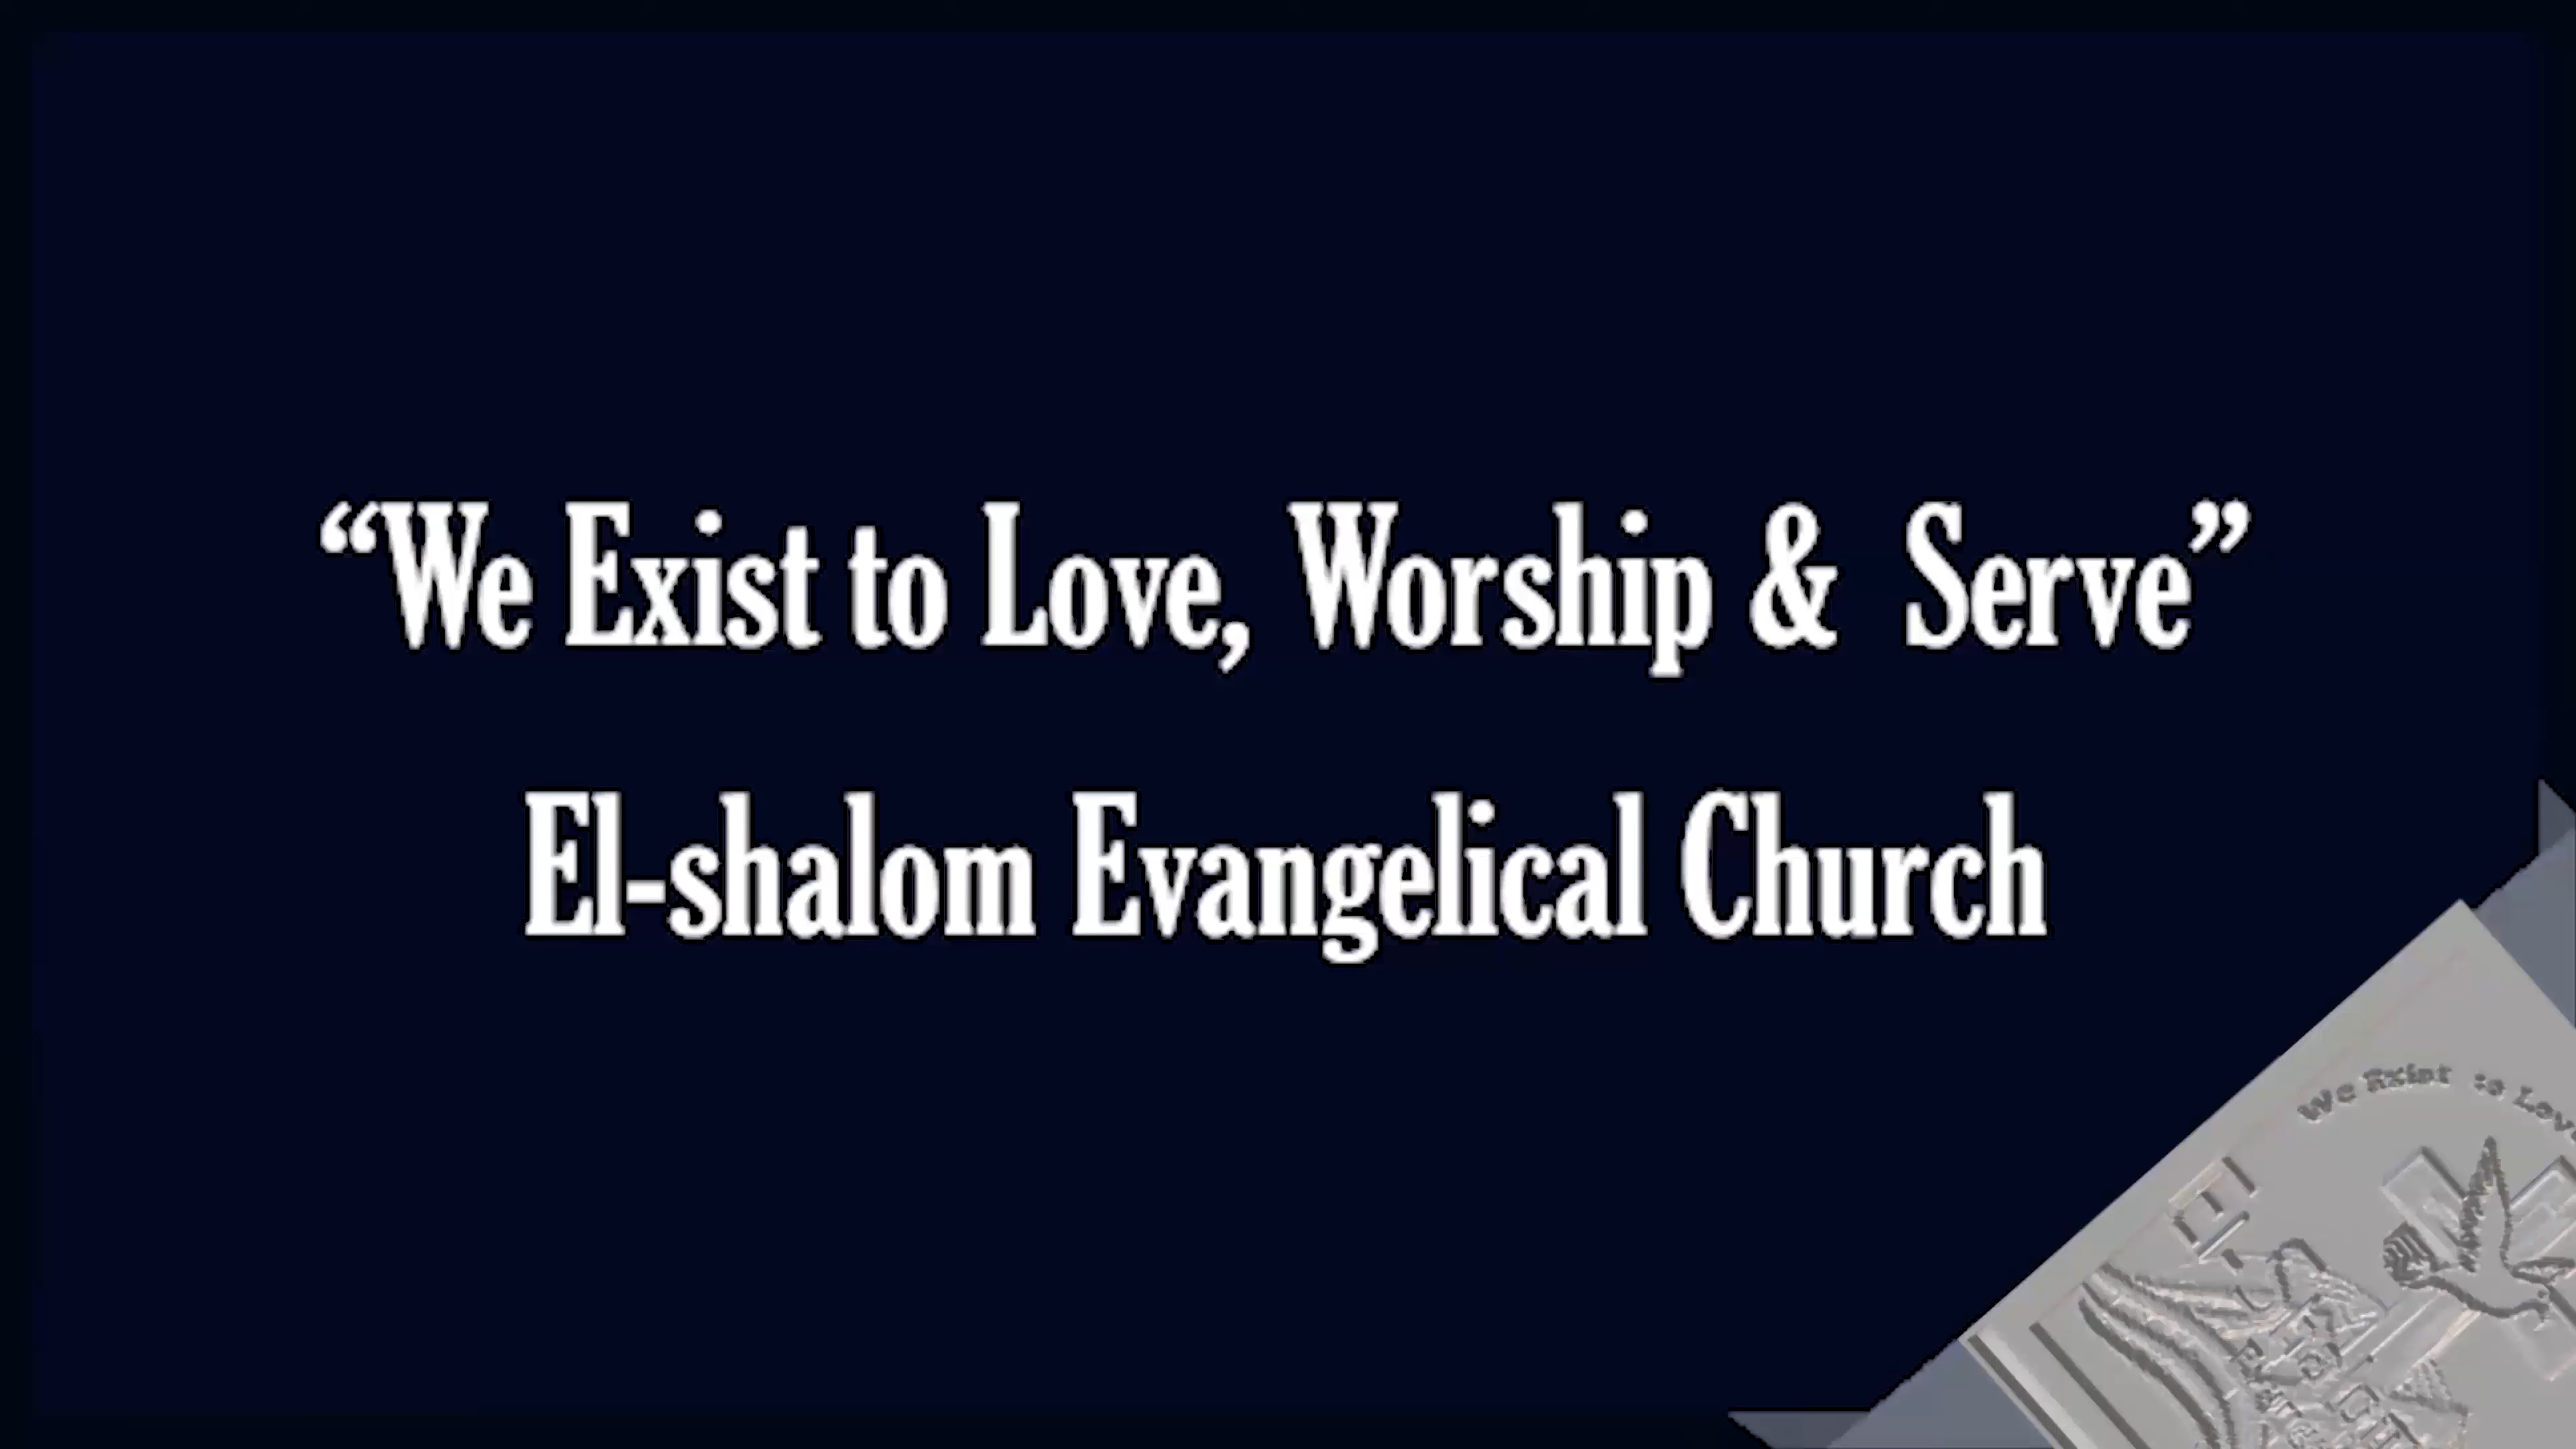 “We Exist to Love, Worship & Serve”
El-shalom Evangelical Church
We Exist to